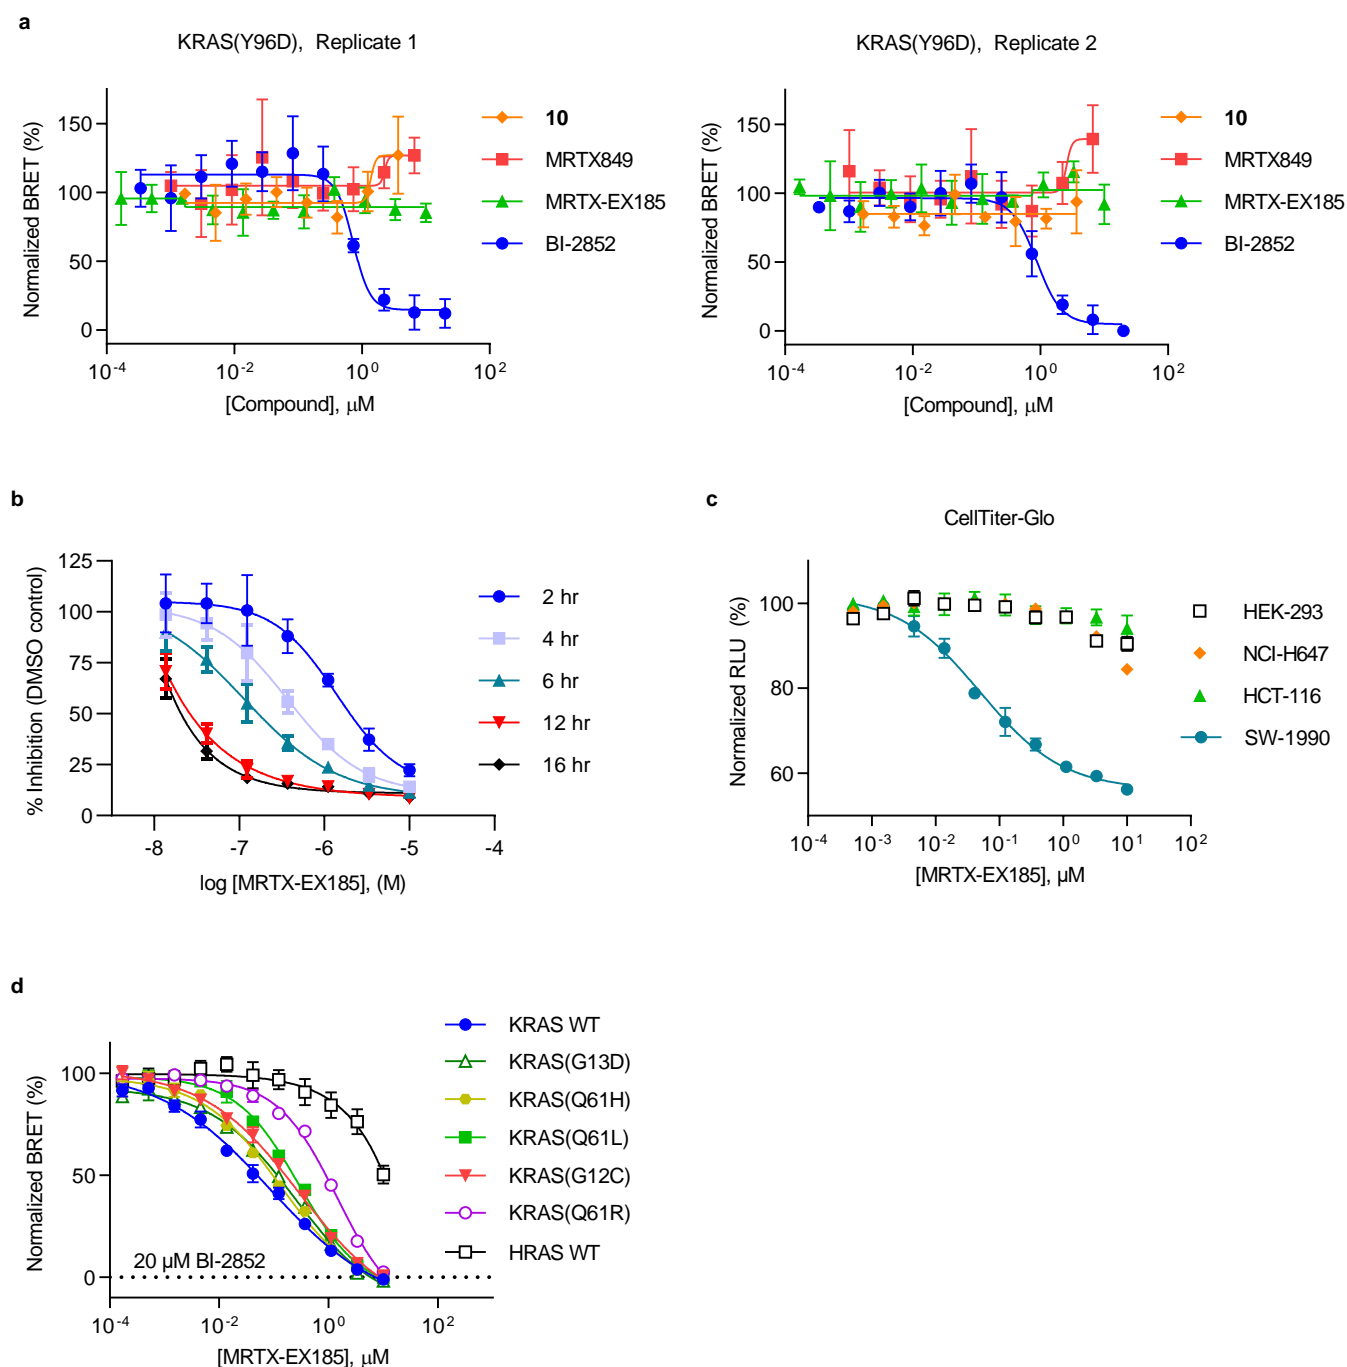 a
KRAS(Y96D), Replicate 1
Normalized BRET (%)
150
100
50
0
10-4
10-2
100
102
[Compound], μM
10
MRTX849
MRTX-EX185
BI-2852
KRAS(Y96D), Replicate 2
Normalized BRET (%)
150
100
50
0
10-4
10-2
100
102
[Compound], μM
10
MRTX849
MRTX-EX185
BI-2852
b
% Inhibition (DMSO control)
125
100
75
50
25
0
-8
-7
-6
-5
-4
log [MRTX-EX185], (M)
2 hr
4 hr
6 hr
12 hr
16 hr
c
CellTiter-Glo
Normalized RLU (%)
100
80
60
10-4
10-3
10-2
10-1
100
101
102
[MRTX-EX185], μM
HEK-293
NCI-H647
HCT-116
SW-1990
d
Normalized BRET (%)
100
50
0
20 μM BI-2852
10-4
10-2
100
102
[MRTX-EX185], μM
KRAS WT
KRAS(G13D)
KRAS(Q61H)
KRAS(Q61L)
KRAS(G12C)
KRAS(Q61R)
HRAS WT